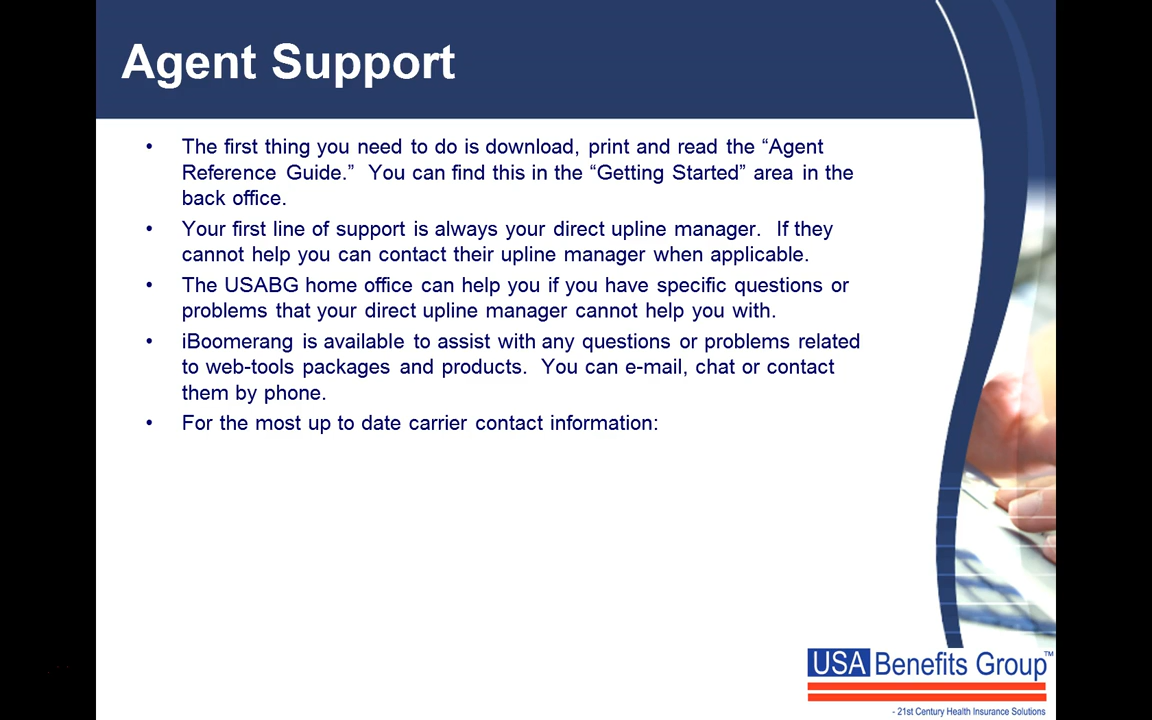 Agent Support
• The first thing you need to do is download, print and read the “Agent
Reference Guide.” You can find this in the “Getting Started” area in the
back office.
• Your first line of support is always your direct upline manager. If they
cannot help you can contact their upline manager when applicable.
• The USABG home office can help you if you have specific questions or
problems that your direct upline manager cannot help you with.
• iBoomerang is available to assist with any questions or problems related
to web-tools packages and products. You can e-mail, chat or contact
them by phone.
• For the most up to date carrier contact information:
USA Benefits Group™
- 21st Century Health Insurance Solutions